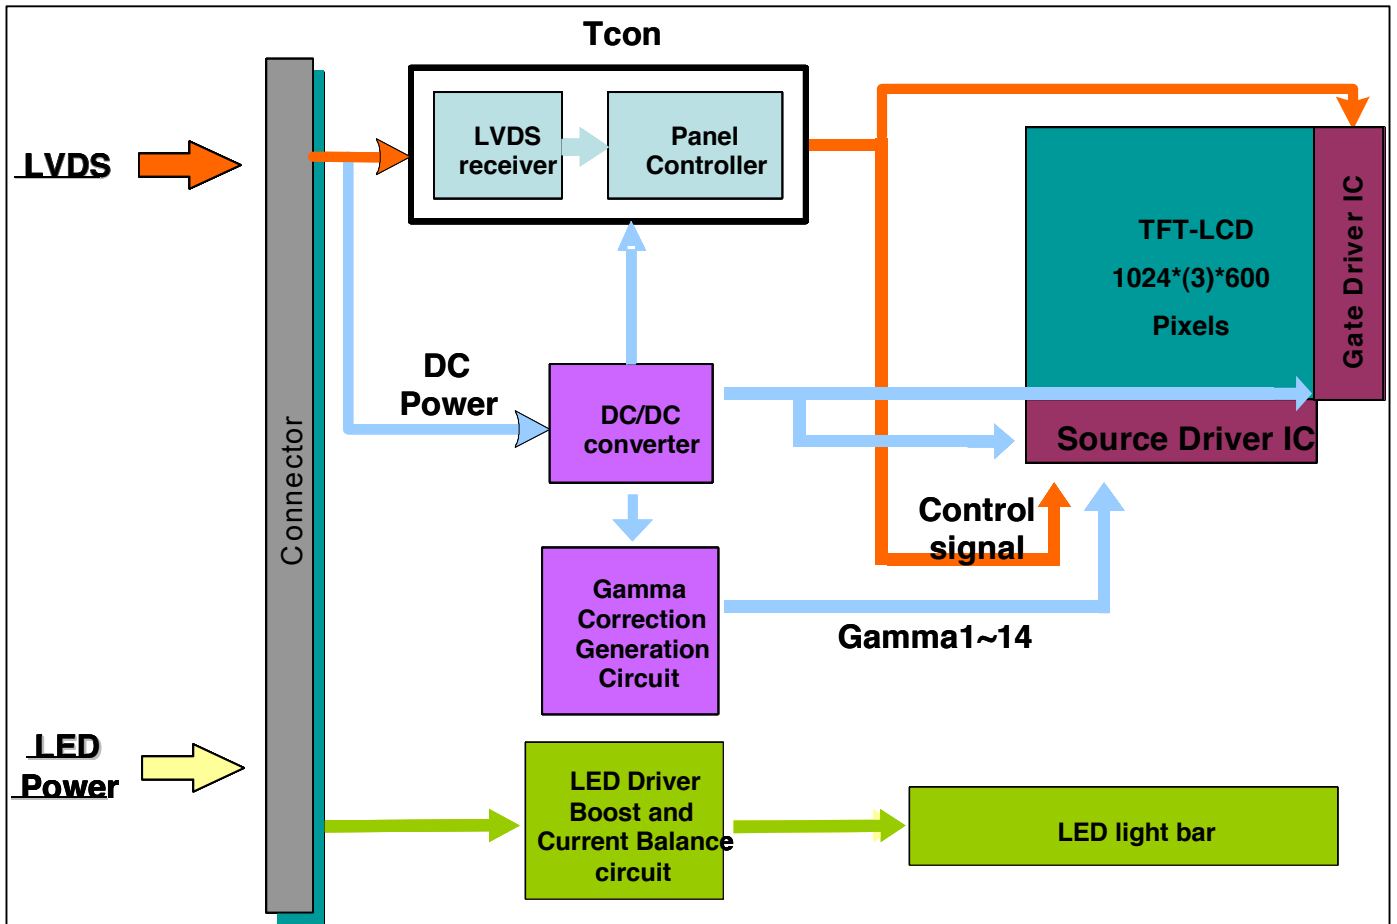 Tcon
LVDS
LVDS
receiver
Panel
Controller
TFT-LCD
1024*(3)*600
Pixels
Gate Driver IC
DC
Power
DC/DC
converter
Source Driver IC
Connector
Control
signal
Gamma
Correction
Generation
Circuit
Gamma1~14
LED
Power
LED Driver
Boost and
Current Balance
circuit
LED light bar